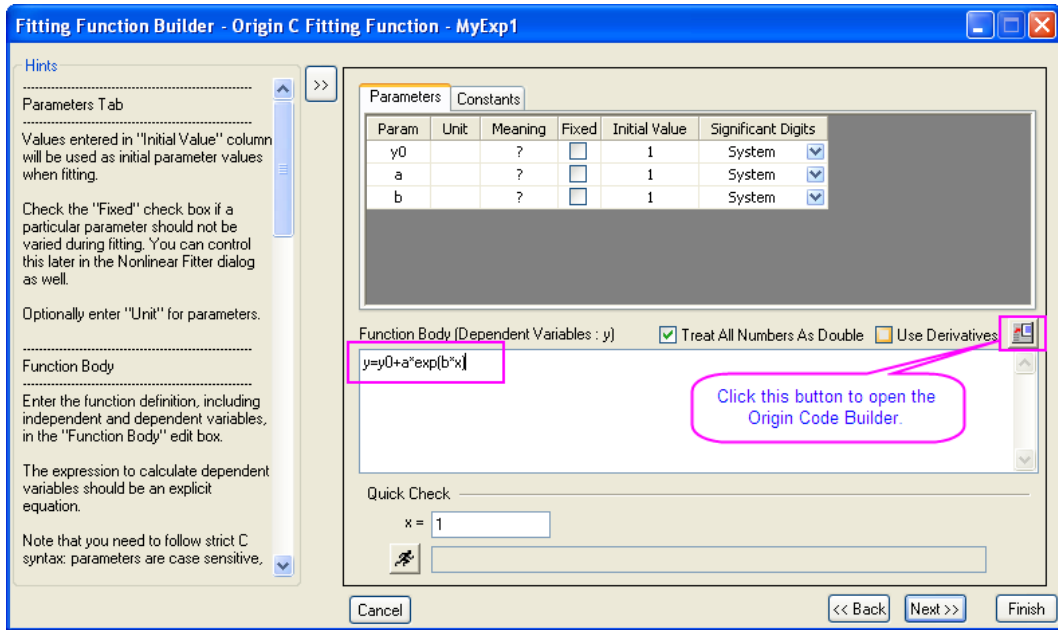 Fitting Function Builder - Origin C Fitting Function - MyExp1
Hints
Parameters Tab
Values entered in "Initial Value" column
will be used as initial parameter values
when fitting.
Check the "Fixed" check box if a
particular parameter should not be
varied during fitting. You can control
this later in the Nonlinear Fitter dialog
as well.
Optionally enter "Unit" for parameters.
Function Body
Enter the function definition, including
independent and dependent variables,
in the "Function Body" edit box.
The expression to calculate dependent
variables should be an explicit
equation.
Note that you need to follow strict C
syntax: parameters are case sensitive,
>>
Parameters Constants
Param Unit Meaning Fixed Initial Value Significant Digits
y0 ? 1 System
a ? 1 System
b ? 1 System
Function Body (Dependent Variables : y) Treat All Numbers As Double Use Derivatives
y=y0+a*exp(b*x)
Click this button to open the
Origin Code Builder.
Quick Check
x = 1
Cancel << Back Next >> Finish